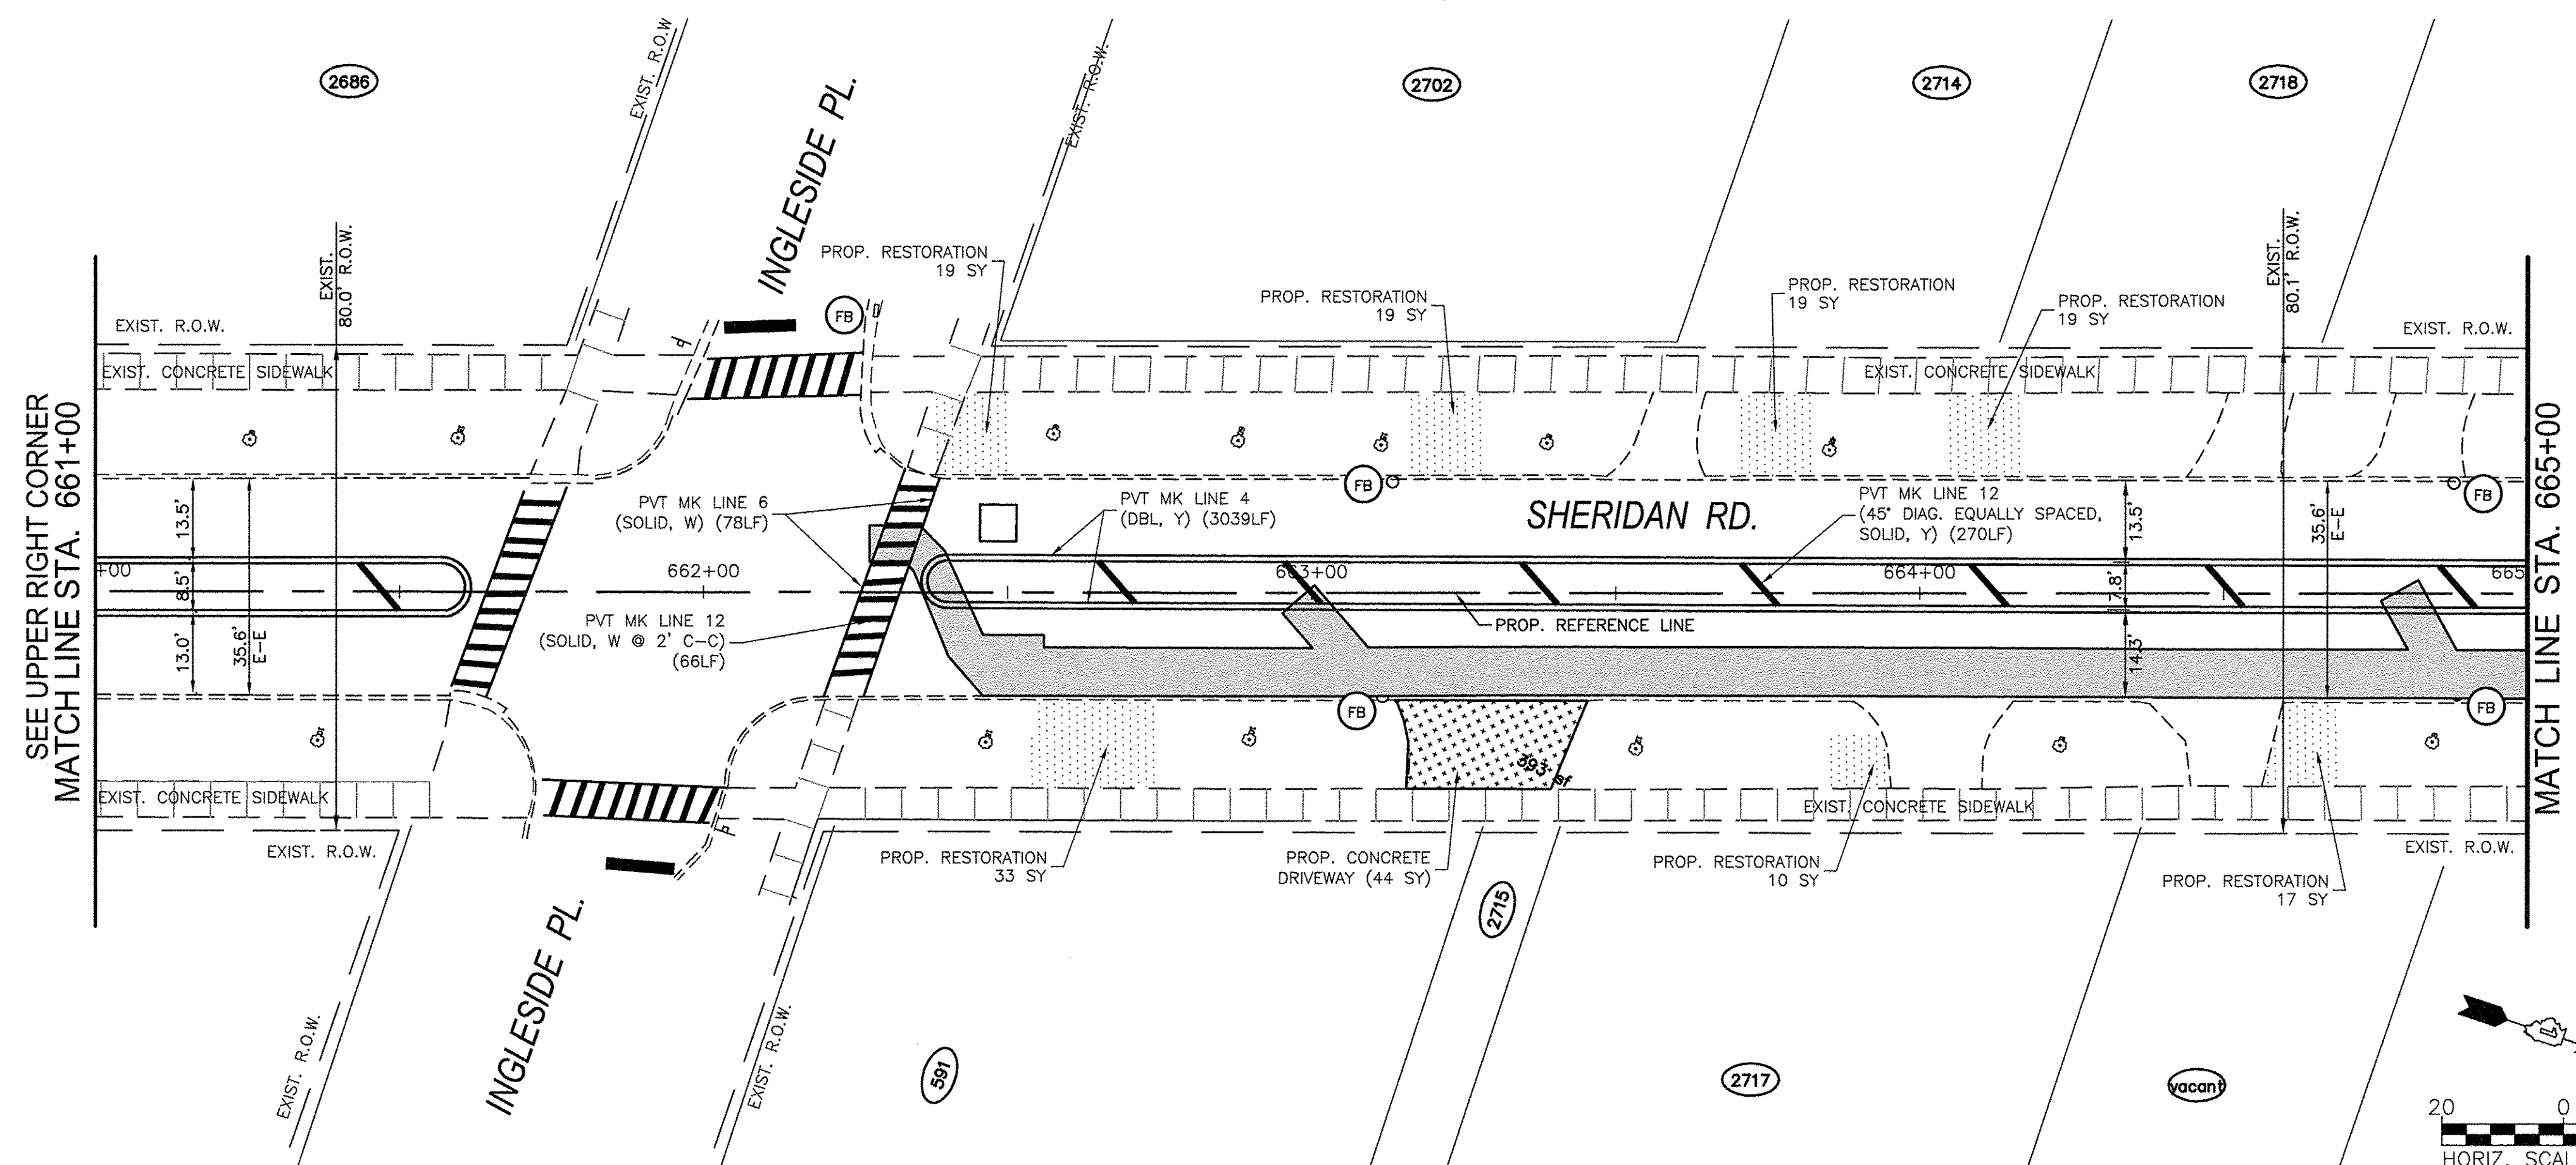 2686
2702
2714
2718
EXIST. R.O.W
EXIST. R.O.W.
INGLESIDE PL.
EXIST.
80.0' R.O.W.
EXIST.
80.1' R.O.W.
PROP. RESTORATION
19 SY
PROP. RESTORATION
19 SY
PROP. RESTORATION
19 SY
PROP. RESTORATION
19 SY
EXIST. R.O.W.
FB
EXIST. R.O.W.
EXIST. CONCRETE SIDEWALK
EXIST. CONCRETE SIDEWALK
SEE UPPER RIGHT CORNER
MATCH LINE STA. 661+00
MATCH LINE STA. 665+00
FB
FB
13.5'
8.5'
13.0'
35.6'
E-E
PVT MK LINE 6
(SOLID, W) (78LF)
PVT MK LINE 4
(DBL, Y) (3039LF)
SHERIDAN RD.
PVT MK LINE 12
(45° DIAG. EQUALLY SPACED,
SOLID, Y) (270LF)
13.5'
7.8'
14.3'
35.6'
E-E
+00
662+00
663+00
664+00
665
PVT MK LINE 12
(SOLID, W @ 2' C-C)
(66LF)
PROP. REFERENCE LINE
FB
FB
393 sf
EXIST. CONCRETE SIDEWALK
EXIST. CONCRETE SIDEWALK
EXIST. R.O.W.
EXIST. R.O.W.
PROP. RESTORATION
33 SY
PROP. CONCRETE
DRIVEWAY (44 SY)
PROP. RESTORATION
10 SY
PROP. RESTORATION
17 SY
2715
INGLESIDE PL.
EXIST. R.O.W.
EXIST. R.O.W.
591
2717
vacant
20
0
HORIZ. SCAL